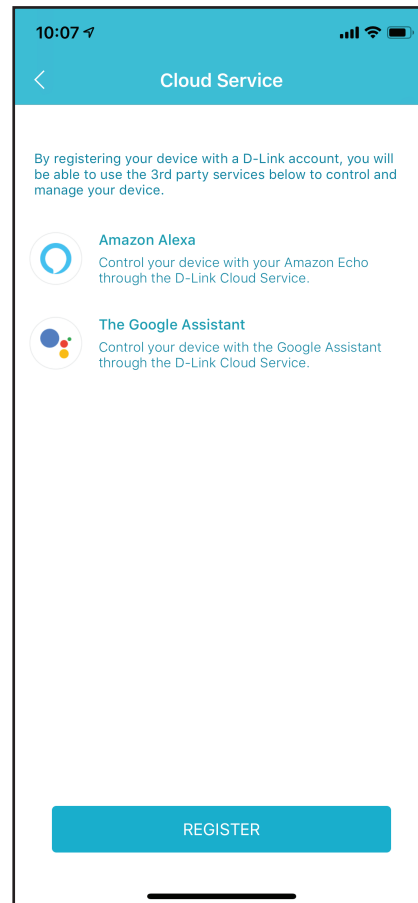 10:07
Cloud Service
By registering your device with a D-Link account, you will
be able to use the 3rd party services below to control and
manage your device.
Amazon Alexa
Control your device with your Amazon Echo
through the D-Link Cloud Service.
The Google Assistant
Control your device with the Google Assistant
through the D-Link Cloud Service.
REGISTER